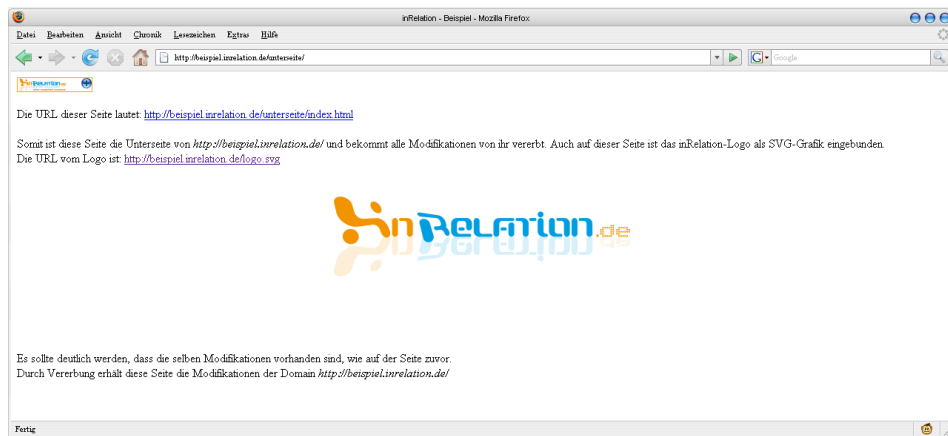 inRelation - Beispiel - Mozilla Firefox
Datei Bearbeiten Ansicht Chronik Lesezeichen Extras Hilfe
http://beispiel.inrelation.de/unterseite/
G Google
inRelation.de
Die URL dieser Seite lautet: http://beispiel.inrelation.de/unterseite/index.html
Somit ist diese Seite die Unterseite von http://beispiel.inrelation.de/ und bekommt alle Modifikationen von ihr vererbt. Auch auf dieser Seite ist das inRelation-Logo als SVG-Grafik eingebunden.
Die URL vom Logo ist: http://beispiel.inrelation.de/logo.svg
inRelation.de
Es sollte deutlich werden, dass die selben Modifikationen vorhanden sind, wie auf der Seite zuvor.
Durch Vererbung erhält diese Seite die Modifikationen der Domain http://beispiel.inrelation.de/
Fertig